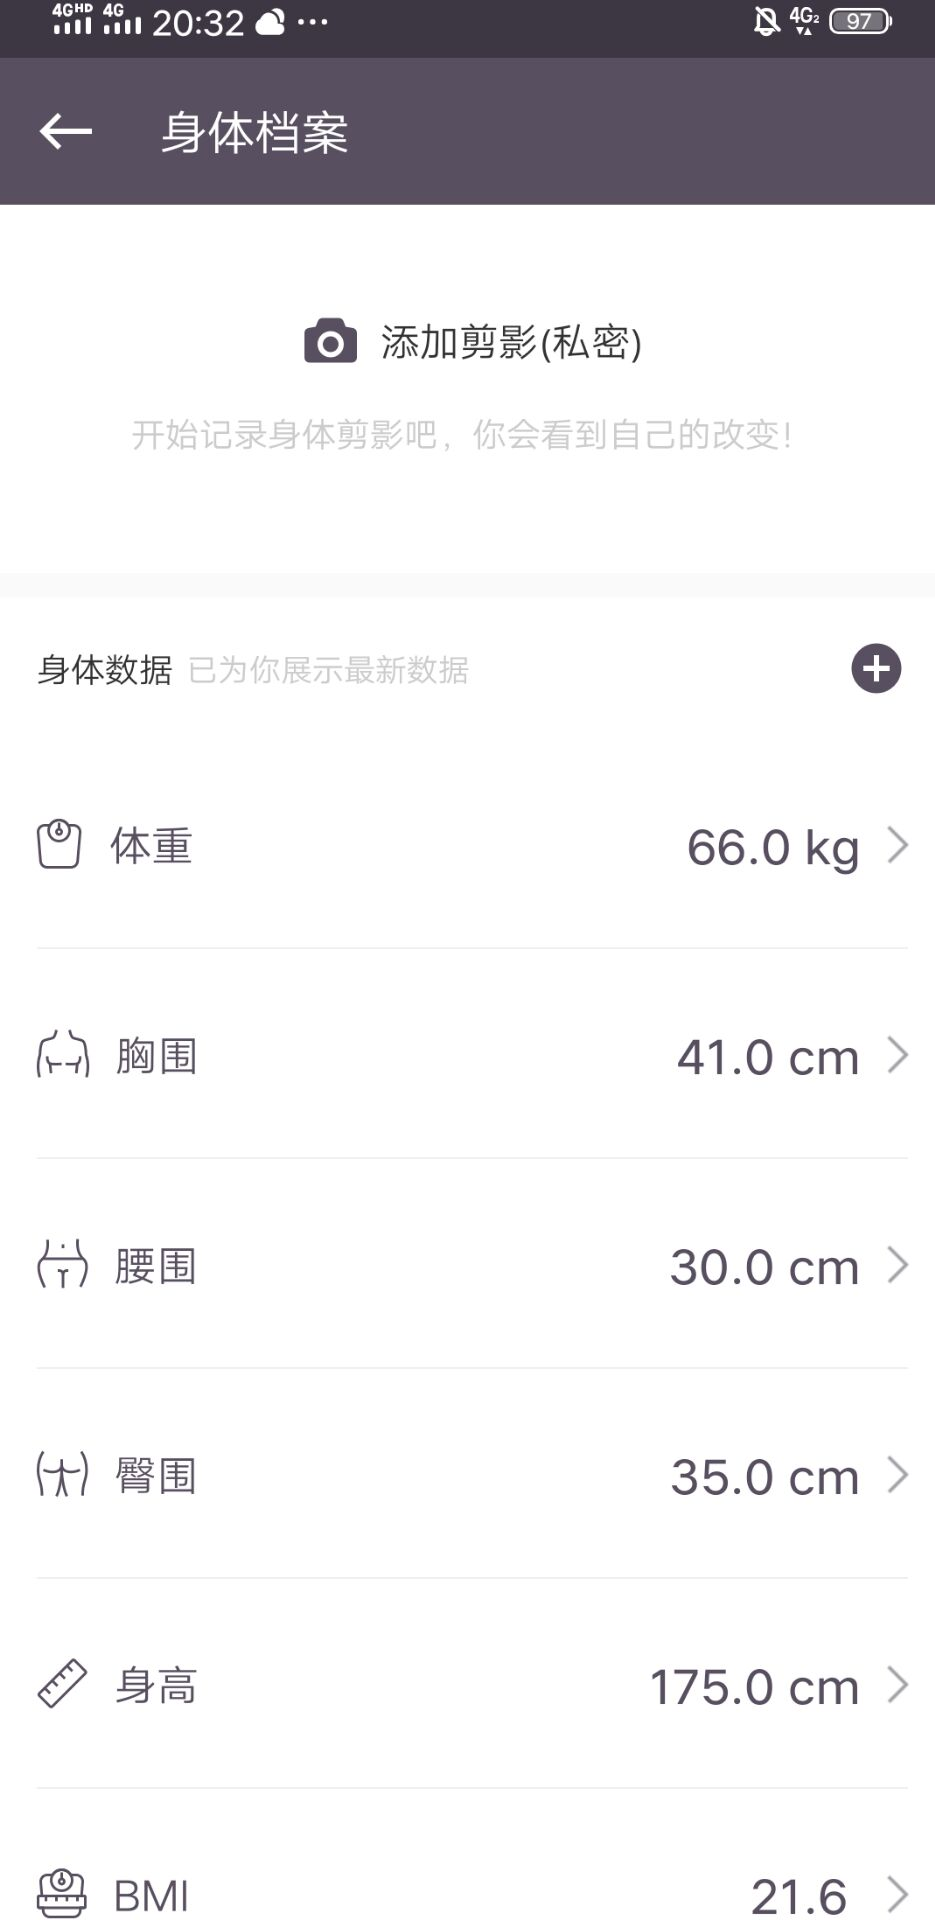 4GHD 4G 20:32 ... 4G2 97
身体档案
添加剪影(私密)
开始记录身体剪影吧，你会看到自己的改变!
身体数据 已为你展示最新数据
体重 66.0 kg
胸围 41.0 cm
腰围 30.0 cm
臀围 35.0 cm
身高 175.0 cm
BMI 21.6